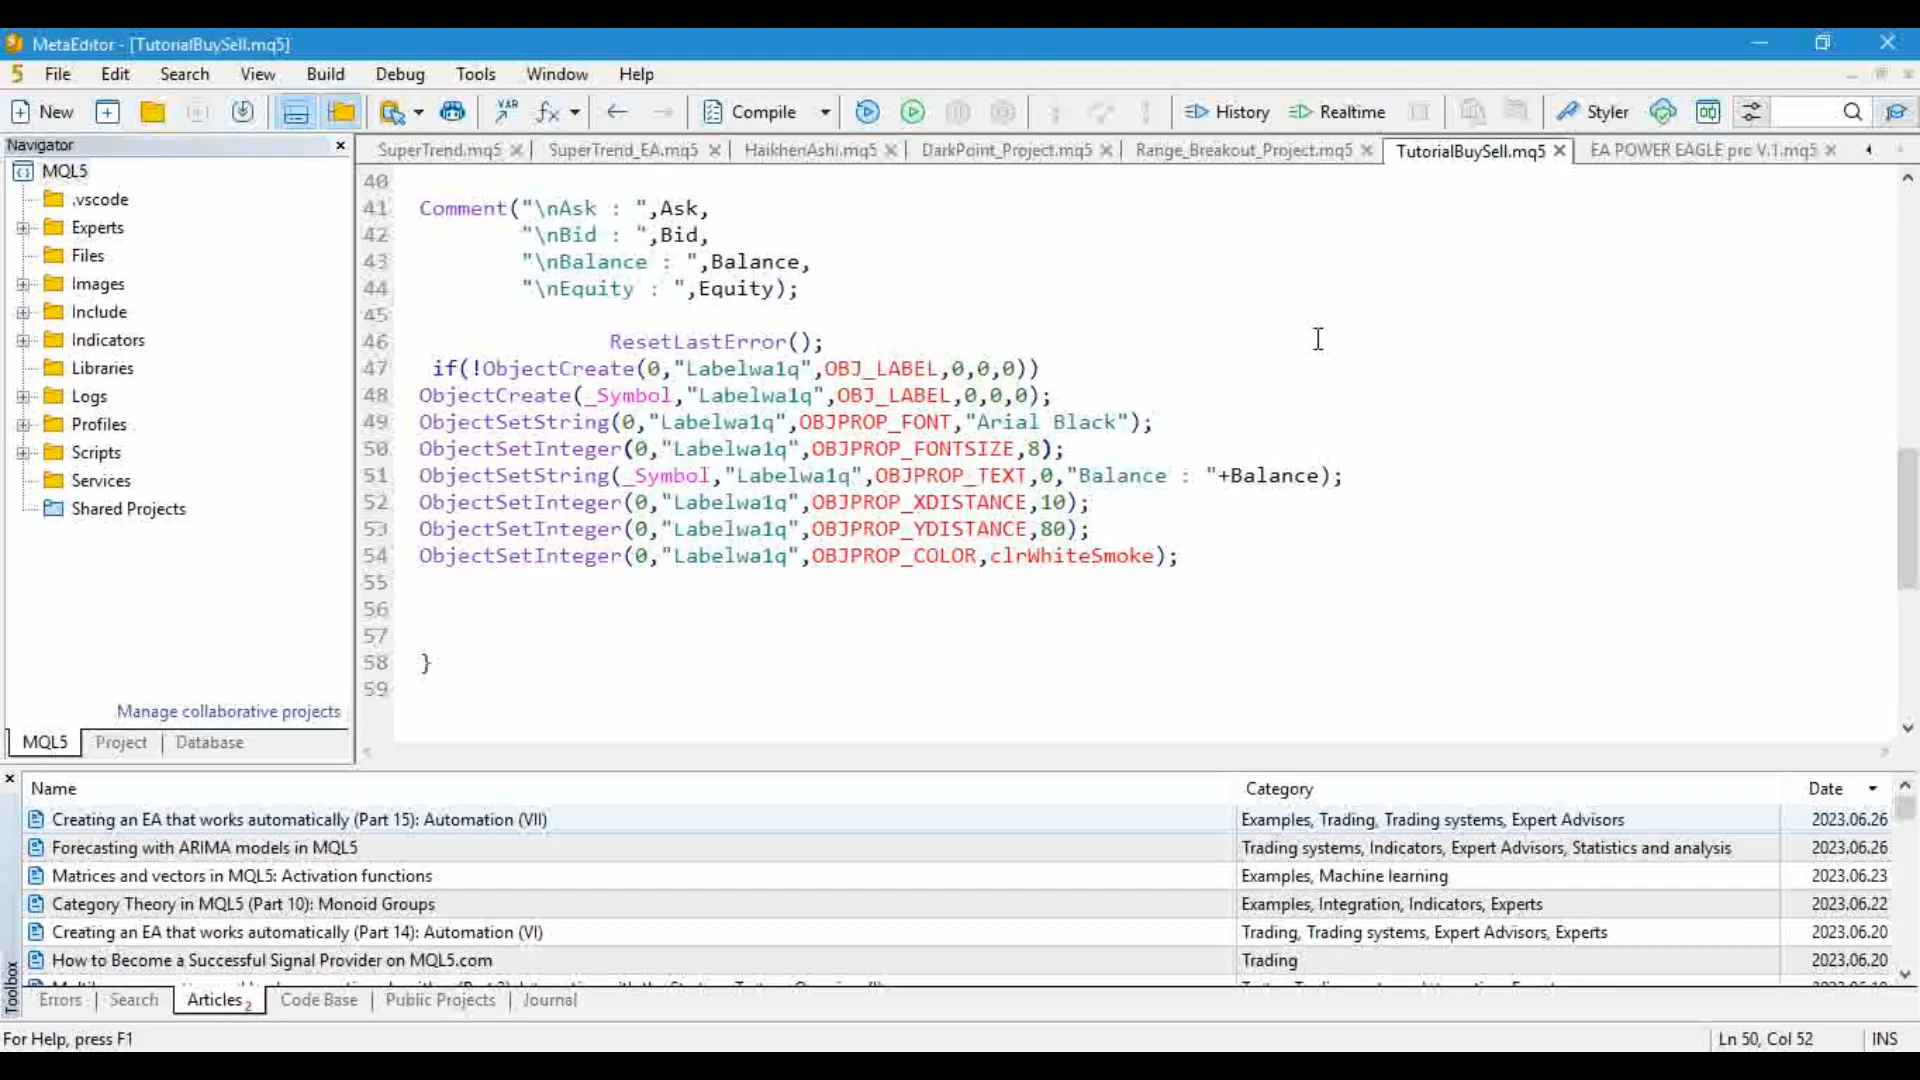 MetaEditor - [TutorialBuySell.mq5]
5 File Edit Search View Build Debug Tools Window Help
New VAR fx Compile History Realtime Styler
Navigator
SuperTrend.mq5 SuperTrend_EA.mq5 HaikhenAshi.mq5 DarkPoint_Project.mq5 Range_Breakout_Project.mq5 TutorialBuySell.mq5 EA POWER EAGLE pro V.1.mq5
MQL5
.vscode
Experts
Files
Images
Include
Indicators
Libraries
Logs
Profiles
Scripts
Services
Shared Projects
Manage collaborative projects
MQL5 Project Database
40
41 Comment("\nAsk : ",Ask,
42 "\nBid : ",Bid,
43 "\nBalance : ",Balance,
44 "\nEquity : ",Equity);
45
46 ResetLastError();
47 if(!ObjectCreate(0,"Labelwa1q",OBJ_LABEL,0,0,0))
48 ObjectCreate(_Symbol,"Labelwa1q",OBJ_LABEL,0,0,0);
49 ObjectSetString(0,"Labelwa1q",OBJPROP_FONT,"Arial Black");
50 ObjectSetInteger(0,"Labelwa1q",OBJPROP_FONTSIZE,8);
51 ObjectSetString(_Symbol,"Labelwa1q",OBJPROP_TEXT,0,"Balance : "+Balance);
52 ObjectSetInteger(0,"Labelwa1q",OBJPROP_XDISTANCE,10);
53 ObjectSetInteger(0,"Labelwa1q",OBJPROP_YDISTANCE,80);
54 ObjectSetInteger(0,"Labelwa1q",OBJPROP_COLOR,clrWhiteSmoke);
55
56
57
58 }
59
Name Category Date
Creating an EA that works automatically (Part 15): Automation (VII) Examples, Trading, Trading systems, Expert Advisors 2023.06.26
Forecasting with ARIMA models in MQL5 Trading systems, Indicators, Expert Advisors, Statistics and analysis 2023.06.26
Matrices and vectors in MQL5: Activation functions Examples, Machine learning 2023.06.23
Category Theory in MQL5 (Part 10): Monoid Groups Examples, Integration, Indicators, Experts 2023.06.22
Creating an EA that works automatically (Part 14): Automation (VI) Trading, Trading systems, Expert Advisors, Experts 2023.06.20
How to Become a Successful Signal Provider on MQL5.com Trading 2023.06.20
Toolbox
Errors Search Articles 2 Code Base Public Projects Journal
For Help, press F1 Ln 50, Col 52 INS